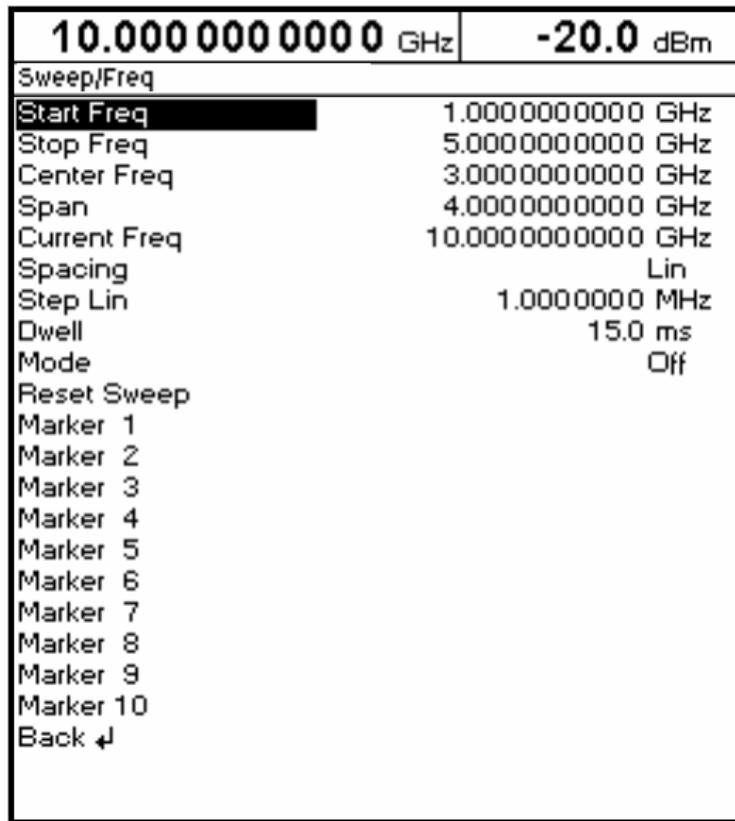 10.000 000 000 0 GHz -20.0 dBm
Sweep/Freq
Start Freq 1.0000000000 GHz
Stop Freq 5.0000000000 GHz
Center Freq 3.0000000000 GHz
Span 4.0000000000 GHz
Current Freq 10.0000000000 GHz
Spacing Lin
Step Lin 1.0000000 MHz
Dwell 15.0 ms
Mode Off
Reset Sweep
Marker 1
Marker 2
Marker 3
Marker 4
Marker 5
Marker 6
Marker 7
Marker 8
Marker 9
Marker 10
Back ↲